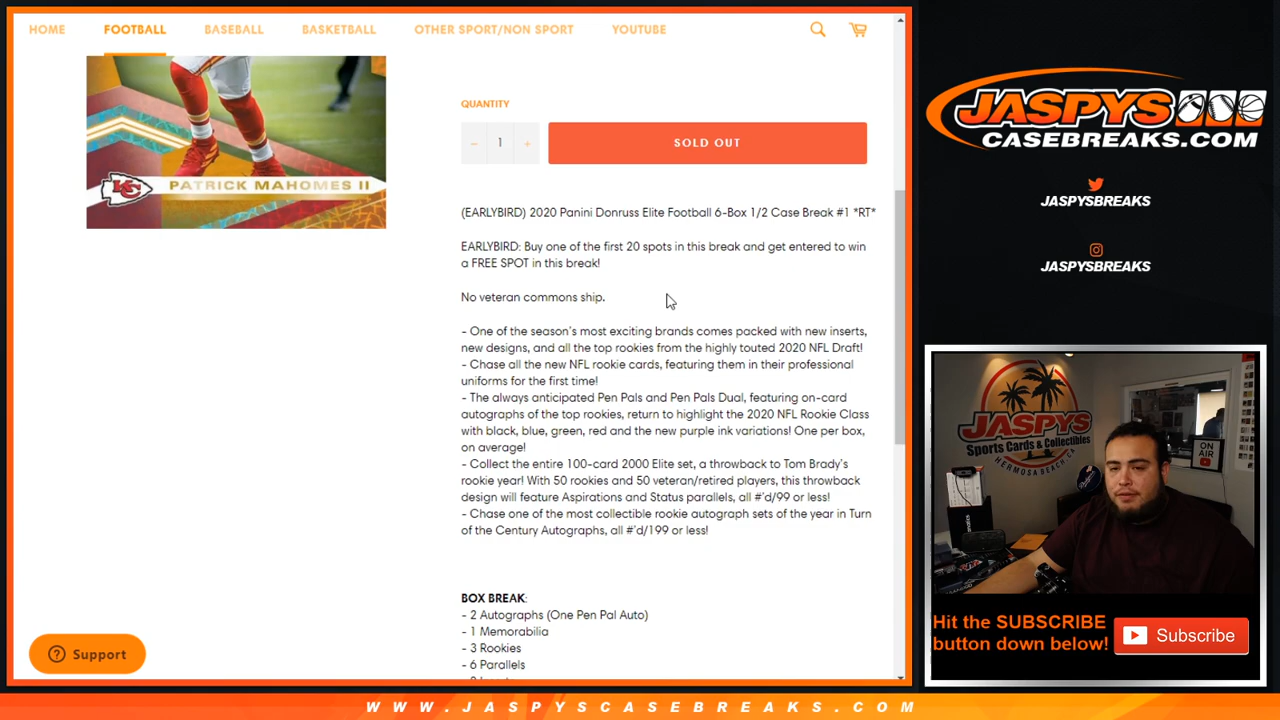 HOME FOOTBALL BASEBALL BASKETBALL OTHER SPORT/NON SPORT YOUTUBE
PATRICK MAHOMES II
QUANTITY
− 1 + SOLD OUT
(EARLYBIRD) 2020 Panini Donruss Elite Football 6-Box 1/2 Case Break #1 *RT*
EARLYBIRD: Buy one of the first 20 spots in this break and get entered to win
a FREE SPOT in this break!
No veteran commons ship.
- One of the season's most exciting brands comes packed with new inserts,
new designs, and all the top rookies from the highly touted 2020 NFL Draft!
- Chase all the new NFL rookie cards, featuring them in their professional
uniforms for the first time!
- The always anticipated Pen Pals and Pen Pals Dual, featuring on-card
autographs of the top rookies, return to highlight the 2020 NFL Rookie Class
with black, blue, green, red and the new purple ink variations! One per box,
on average!
- Collect the entire 100-card 2000 Elite set, a throwback to Tom Brady's
rookie year! With 50 rookies and 50 veteran/retired players, this throwback
design will feature Aspirations and Status parallels, all #'d/99 or less!
- Chase one of the most collectible rookie autograph sets of the year in Turn
of the Century Autographs, all #'d/199 or less!
BOX BREAK:
- 2 Autographs (One Pen Pal Auto)
- 1 Memorabilia
- 3 Rookies
- 6 Parallels
Support
JASPYS
CASEBREAKS.COM
JASPYSBREAKS
JASPYSBREAKS
JASPYS
Sports Cards & Collectibles
HERMOSA BEACH, CA
ON
AIR
Hit the SUBSCRIBE
button down below!
Subscribe
WWW.JASPYSCASEBREAKS.COM